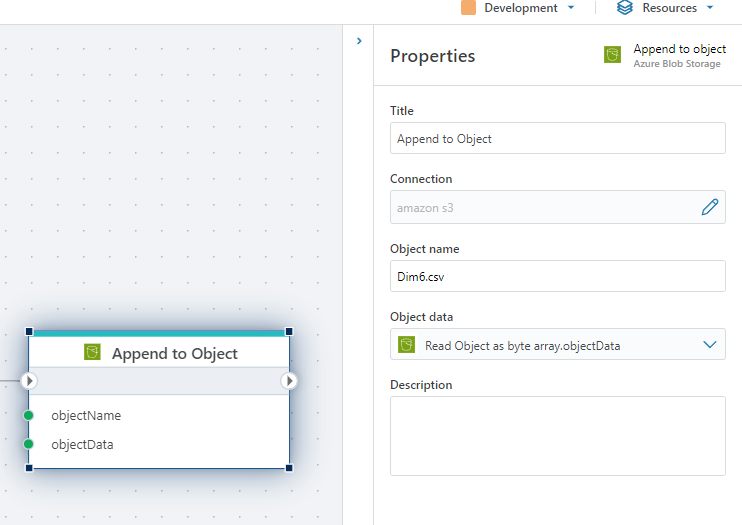 Development
Resources
Properties
Append to object
Azure Blob Storage
Title
Append to Object
Connection
amazon s3
Object name
Dim6.csv
Object data
Read Object as byte array.objectData
Description
Append to Object
objectName
objectData